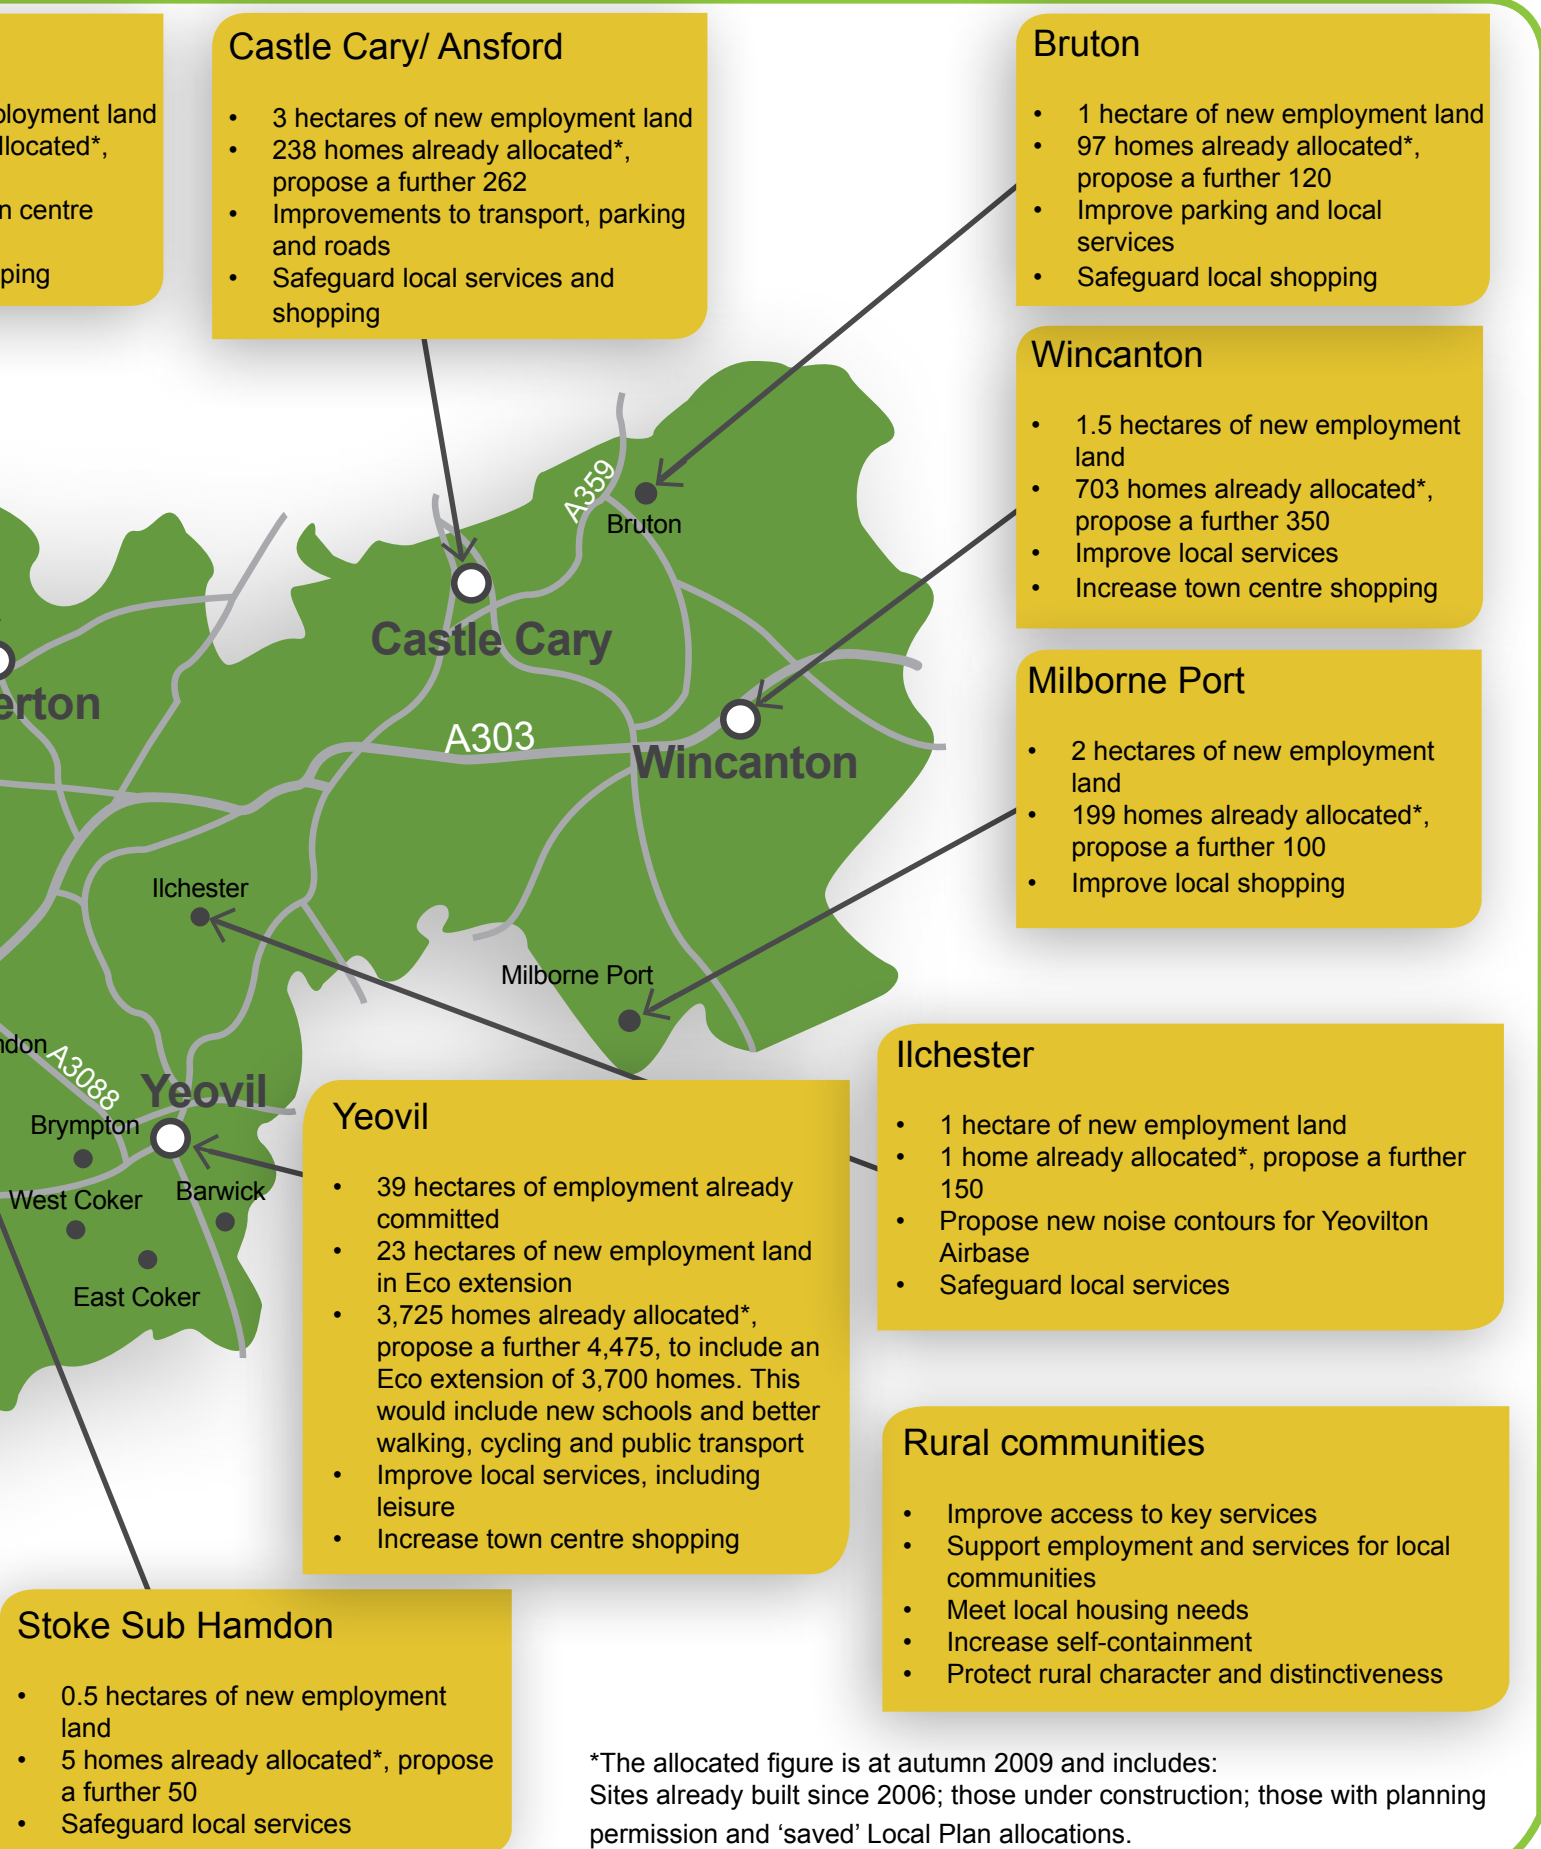 land
centre
Castle Cary/ Ansford
• 3 hectares of new employment land
• 238 homes already allocated*,
propose a further 262
• Improvements to transport, parking
and roads
• Safeguard local services and
shopping
Bruton
• 1 hectare of new employment land
• 97 homes already allocated*,
propose a further 120
• Improve parking and local
services
• Safeguard local shopping
Wincanton
• 1.5 hectares of new employment
land
• 703 homes already allocated*,
propose a further 350
• Improve local services
• Increase town centre shopping
Milborne Port
• 2 hectares of new employment
land
• 199 homes already allocated*,
propose a further 100
• Improve local shopping
A359
Bruton
Castle Cary
A303
Wincanton
Ilchester
Milborne Port
A3088
Yeovil
Brympton
West Coker
Barwick
East Coker
Ilchester
• 1 hectare of new employment land
• 1 home already allocated*, propose a further
150
• Propose new noise contours for Yeovilton
Airbase
• Safeguard local services
Yeovil
• 39 hectares of employment already
committed
• 23 hectares of new employment land
in Eco extension
• 3,725 homes already allocated*,
propose a further 4,475, to include an
Eco extension of 3,700 homes. This
would include new schools and better
walking, cycling and public transport
• Improve local services, including
leisure
• Increase town centre shopping
Rural communities
• Improve access to key services
• Support employment and services for local
communities
• Meet local housing needs
• Increase self-containment
• Protect rural character and distinctiveness
Stoke Sub Hamdon
• 0.5 hectares of new employment
land
• 5 homes already allocated*, propose
a further 50
• Safeguard local services
*The allocated figure is at autumn 2009 and includes:
Sites already built since 2006; those under construction; those with planning
permission and ‘saved’ Local Plan allocations.